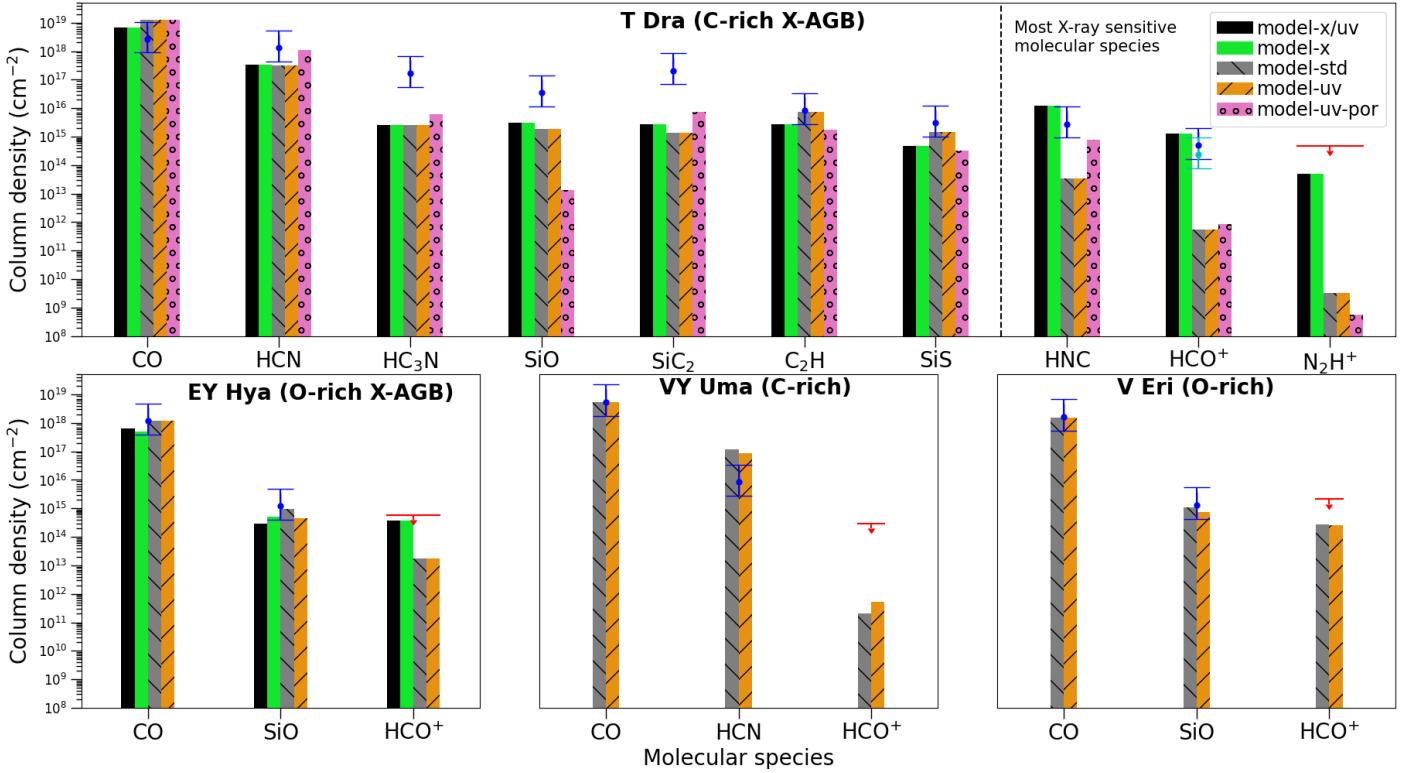 T Dra (C-rich X-AGB)
Most X-ray sensitive
molecular species
model-x/uv
model-x
model-std
model-uv
model-uv-por
Column density (cm⁻²)
10¹⁹
10¹⁸
10¹⁷
10¹⁶
10¹⁵
10¹⁴
10¹³
10¹²
10¹¹
10¹⁰
10⁹
10⁸
CO HCN HC₃N SiO SiC₂ C₂H SiS HNC HCO⁺ N₂H⁺
EY Hya (O-rich X-AGB) VY Uma (C-rich) V Eri (O-rich)
Column density (cm⁻²)
10¹⁹
10¹⁸
10¹⁷
10¹⁶
10¹⁵
10¹⁴
10¹³
10¹²
10¹¹
10¹⁰
10⁹
10⁸
CO SiO HCO⁺ CO HCN HCO⁺ CO SiO HCO⁺
Molecular species